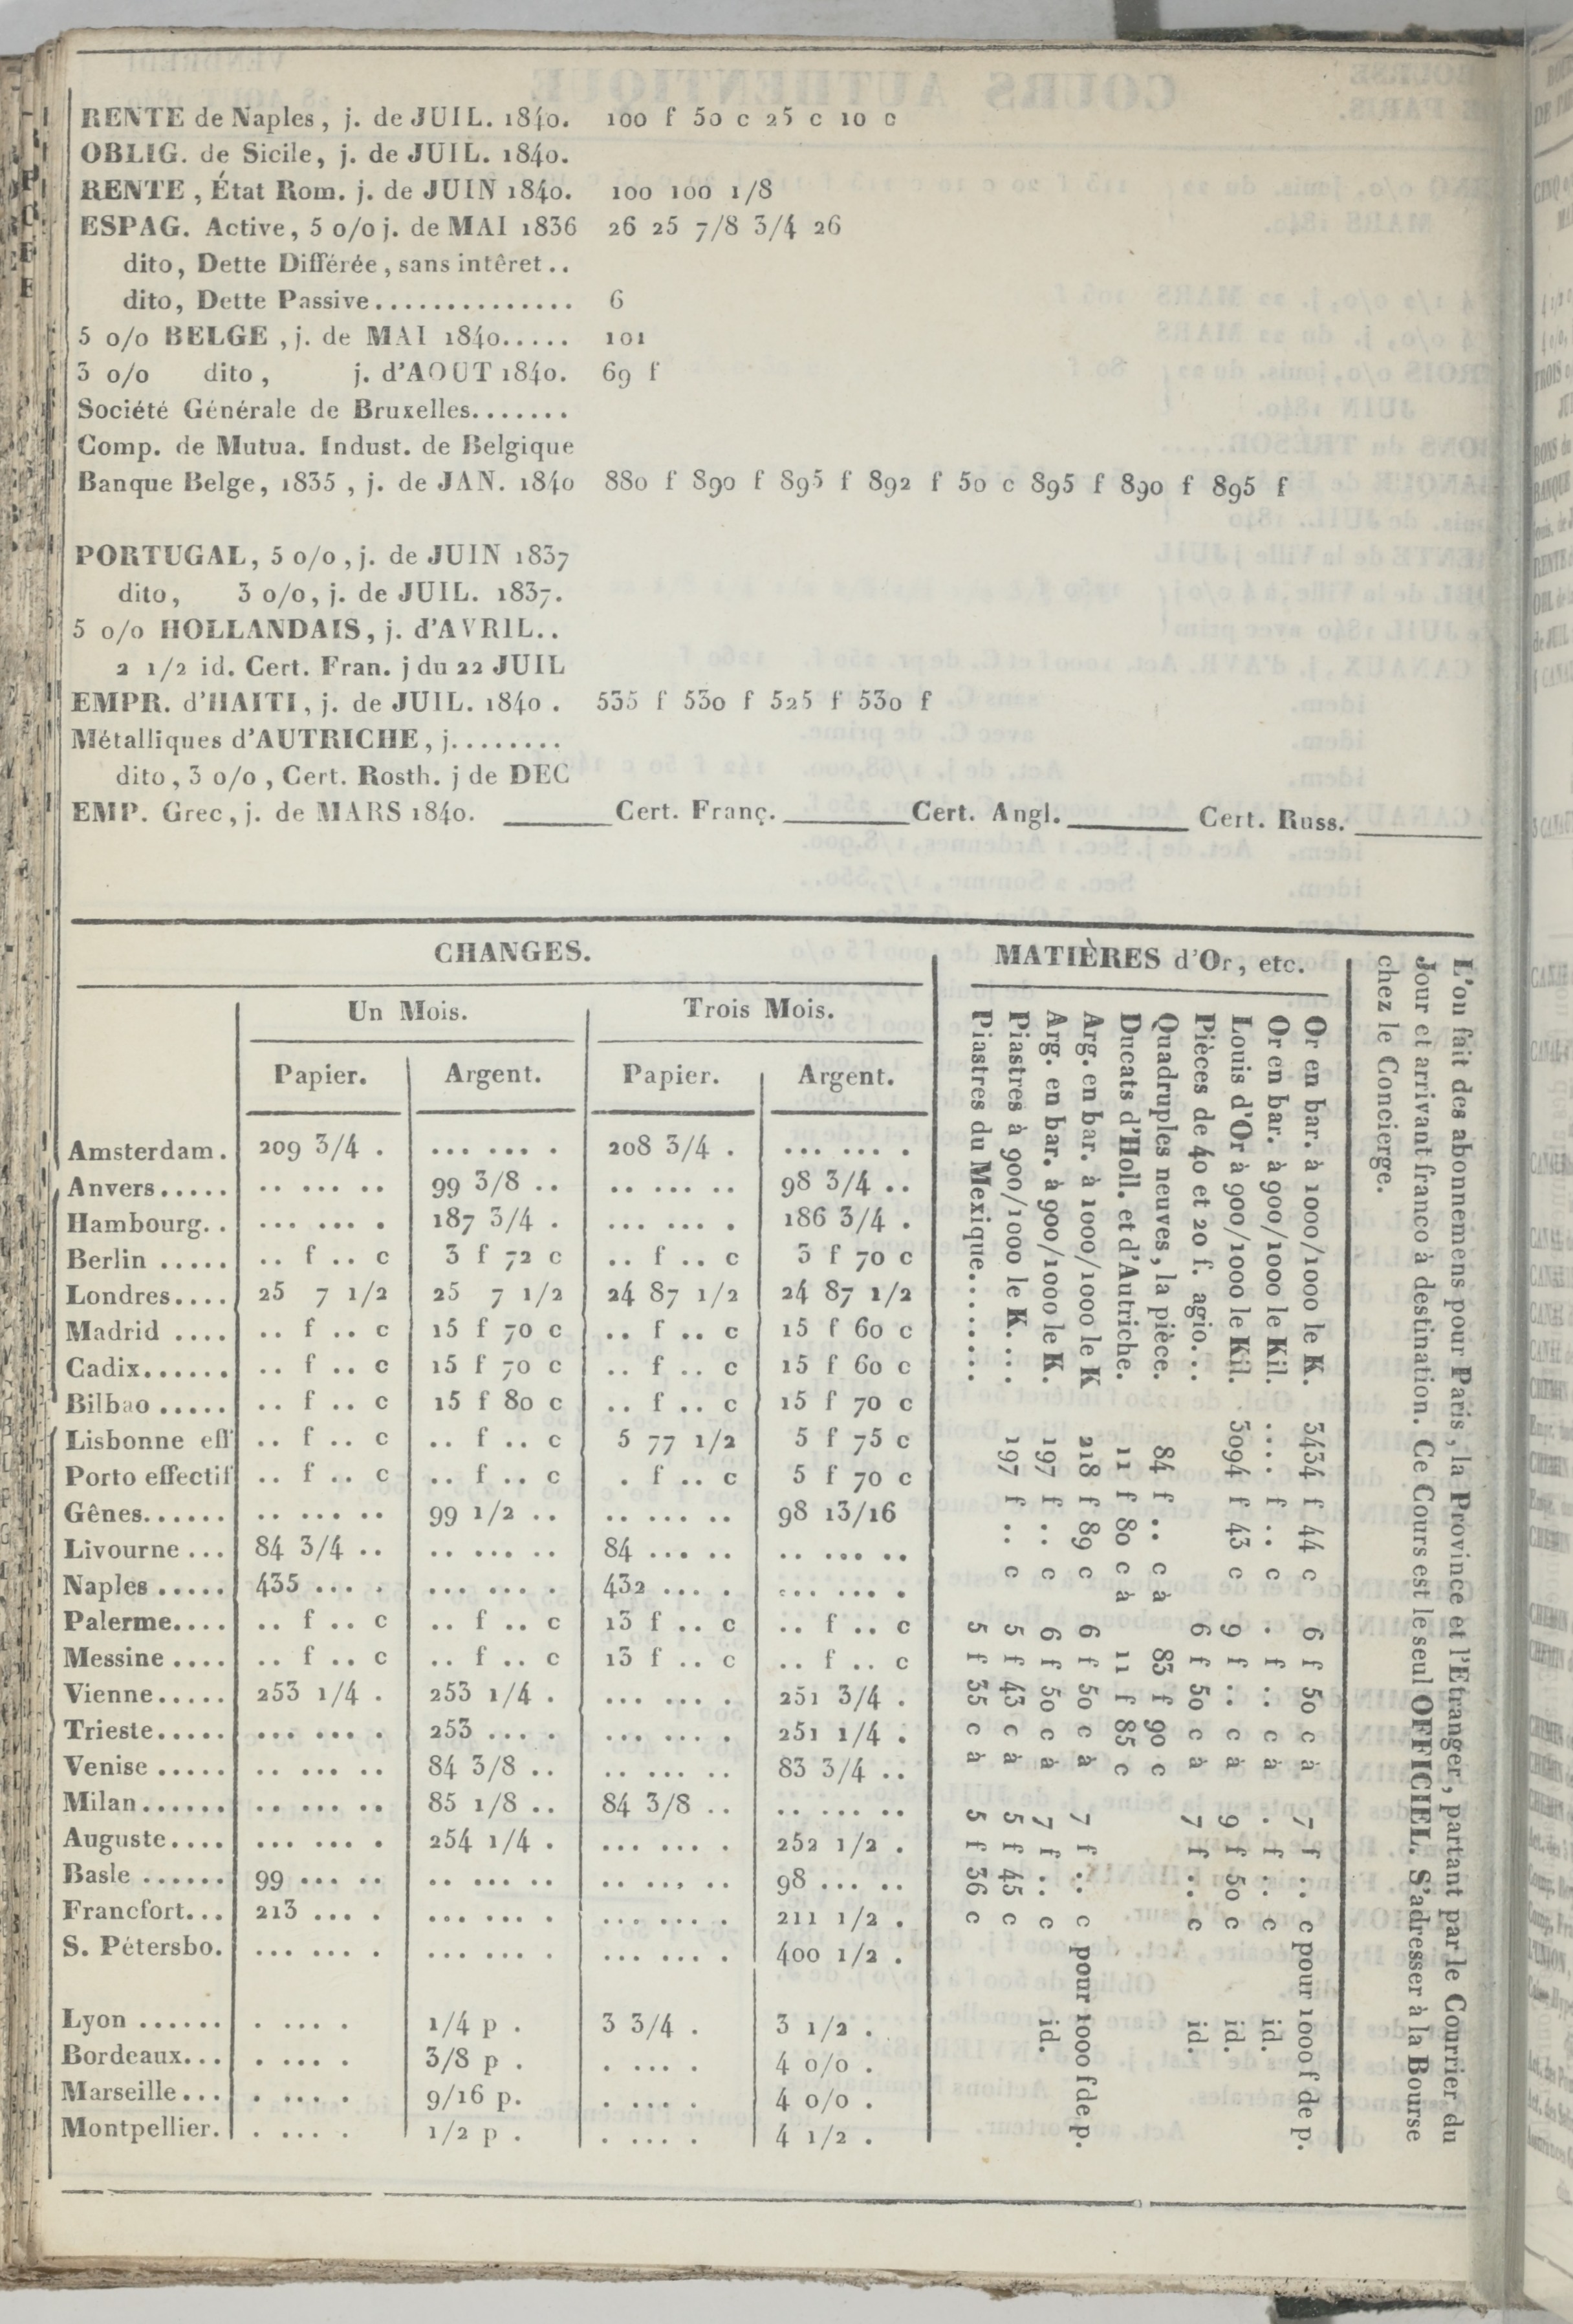 RENTE de Naples, j. de JUIL. 1840. 100 f 50 c 25 c 10 c
OBLIG. de Sicile, j. de JUIL. 1840.
RENTE, État Rom. j. de JUIN 1840. 100 100 1/8
ESPAG. Active, 5 o/o j. de MAI 1836 26 25 7/8 3/4 26
dito, Dette Différée, sans intêret..
dito, Dette Passive.............. 6
5 o/o BELGE, j. de MAI 1840..... 101
3 o/o dito, j. d'AOUT 1840. 69 f
Société Générale de Bruxelles.......
Comp. de Mutua. Indust. de Belgique
Banque Belge, 1835, j. de JAN. 1840 880 f 890 f 895 f 892 f 50 c 895 f 890 f 895 f
PORTUGAL, 5 o/o, j. de JUIN 1837
dito, 3 o/o, j. de JUIL. 1837.
5 o/o HOLLANDAIS, j. d'AVRIL..
2 1/2 id. Cert. Fran. j du 22 JUIL
EMPR. d'HAITI, j. de JUIL. 1840. 535 f 530 f 525 f 530 f
Métalliques d'AUTRICHE, j........
dito, 3 o/o, Cert. Rosth. j de DEC
EMP. Grec, j. de MARS 1840. ______ Cert. Franç. ______ Cert. Angl. ______ Cert. Russ. ______
CHANGES.
Un Mois. Trois Mois.
Papier. Argent. Papier. Argent.
Amsterdam. 209 3/4 . ... ... . 208 3/4 . ... ... .
Anvers..... .. ... .. 99 3/8 .. .. ... .. 98 3/4 ..
Hambourg.. ... ... . 187 3/4 . ... ... . 186 3/4 .
Berlin ..... .. f .. c 3 f 72 c .. f .. c 3 f 70 c
Londres.... 25 7 1/2 25 7 1/2 24 87 1/2 24 87 1/2
Madrid .... .. f .. c 15 f 70 c .. f .. c 15 f 60 c
Cadix...... .. f .. c 15 f 70 c .. f .. c 15 f 60 c
Bilbao ..... .. f .. c 15 f 80 c .. f .. c 15 f 70 c
Lisbonne eff .. f .. c .. f .. c 5 77 1/2 5 f 75 c
Porto effectif .. f .. c .. f .. c . f .. c 5 f 70 c
Gênes...... .. ... .. 99 1/2 .. .. ... .. 98 13/16
Livourne ... 84 3/4 .. .. ... .. 84 ... .. .. ... ..
Naples ..... 435 ... . ... ... . 432 ... . ... ... .
Palerme.... .. f .. c .. f .. c 13 f .. c .. f .. c
Messine .... .. f .. c .. f .. c 13 f .. c .. f .. c
Vienne..... 253 1/4 . 253 1/4 . ... ... . 251 3/4 .
Trieste..... ... ... . 253 ... . ... ... . 251 1/4 .
Venise ..... .. ... .. 84 3/8 .. .. ... .. 83 3/4 ..
Milan...... .. ... .. 85 1/8 .. 84 3/8 .. .. ... ..
Auguste.... ... ... . 254 1/4 . ... ... . 252 1/2 .
Basle ...... 99 ... .. .. ... .. .. ... .. 98 ... ..
Francfort... 213 ... . ... ... . ... ... . 211 1/2 .
S. Pétersbo. ... ... . ... ... . ... ... . 400 1/2 .
Lyon ...... . .... . 1/4 p . 3 3/4 . 3 1/2 .
Bordeaux... . .... . 3/8 p . . .... . 4 o/o .
Marseille... . .... . 9/16 p. . .... . 4 o/o .
Montpellier. . .... . 1/2 p . . .... . 4 1/2 .
MATIÈRES d'Or, etc.
Or en bar. à 1000/1000 le K. 3434 f 44 c 6 f 50 c à 7 f .. c pour 1000 f de p.
Or en bar. à 900/1000 le Kil. .... f .. c . f .. c à . f .. c id.
Louis d'Or à 900/1000 le Kil. 3094 f 43 c 9 f .. c à 9 f 50 c id.
Pièces de 40 et 20 f. agio... 6 f 50 c à 7 f .. c id.
Quadruples neuves, la pièce. 84 f .. c à 83 f 90 c
Ducats d'Holl. et d'Autriche. 11 f 80 c à 11 f 85 c
Arg. en bar. à 1000/1000 le K 218 f 89 c 6 f 50 c à 7 f .. c pour 1000 f de p.
Arg. en bar. à 900/1000 le K. 197 f .. c 6 f 50 c à 7 f .. c id.
Piastres à 900/1000 le K.... 197 f .. c 5 f 43 c à 5 f 45 c
Piastres du Mexique........ 5 f 35 c à 5 f 36 c
L'on fait des abonnemens pour Paris, la Province et l'Etranger, partant par le Courrier du
Jour et arrivant franco à destination. Ce Cours est le seul OFFICIEL. S'adresser à la Bourse
chez le Concierge.